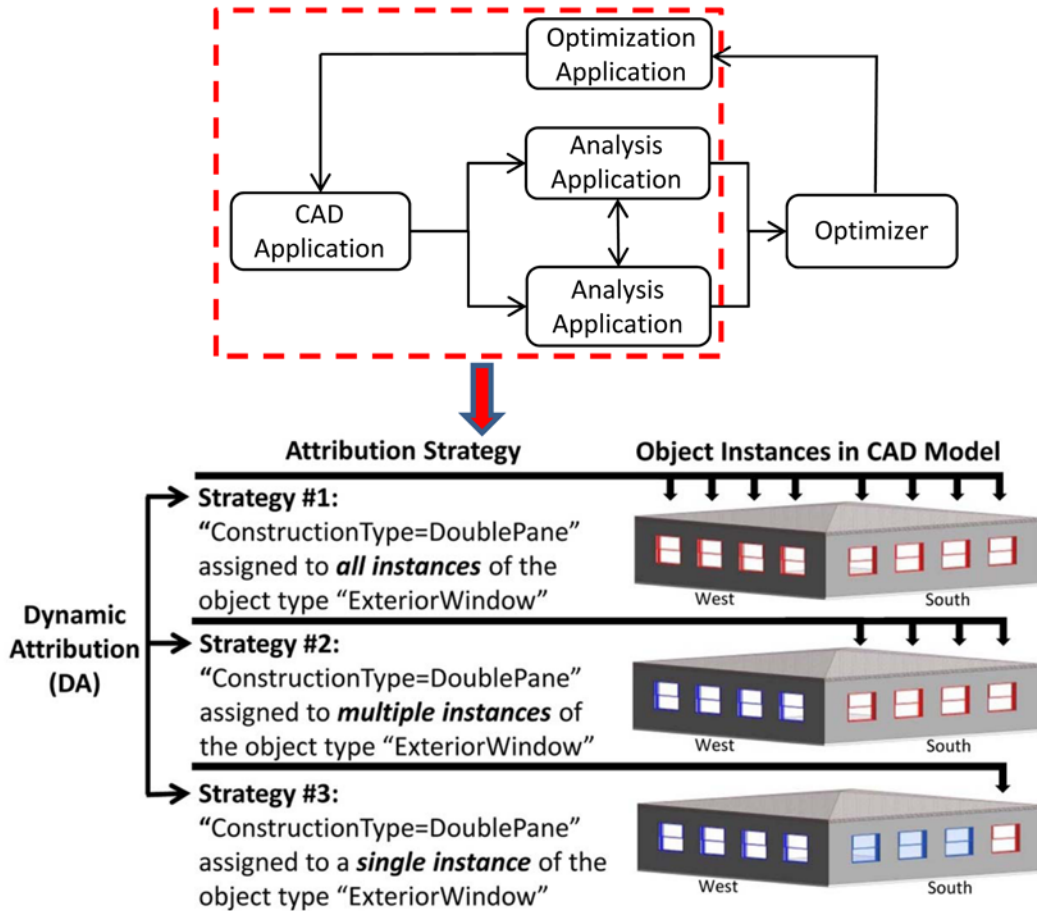 Optimization
Application
Analysis
Application
CAD
Application
Optimizer
Analysis
Application
Attribution Strategy
Object Instances in CAD Model
Strategy #1:
“ConstructionType=DoublePane”
assigned to all instances of the
object type “ExteriorWindow”
West
South
Dynamic
Attribution
(DA)
Strategy #2:
“ConstructionType=DoublePane”
assigned to multiple instances of
the object type “ExteriorWindow”
West
South
Strategy #3:
“ConstructionType=DoublePane”
assigned to a single instance of the
object type “ExteriorWindow”
West
South